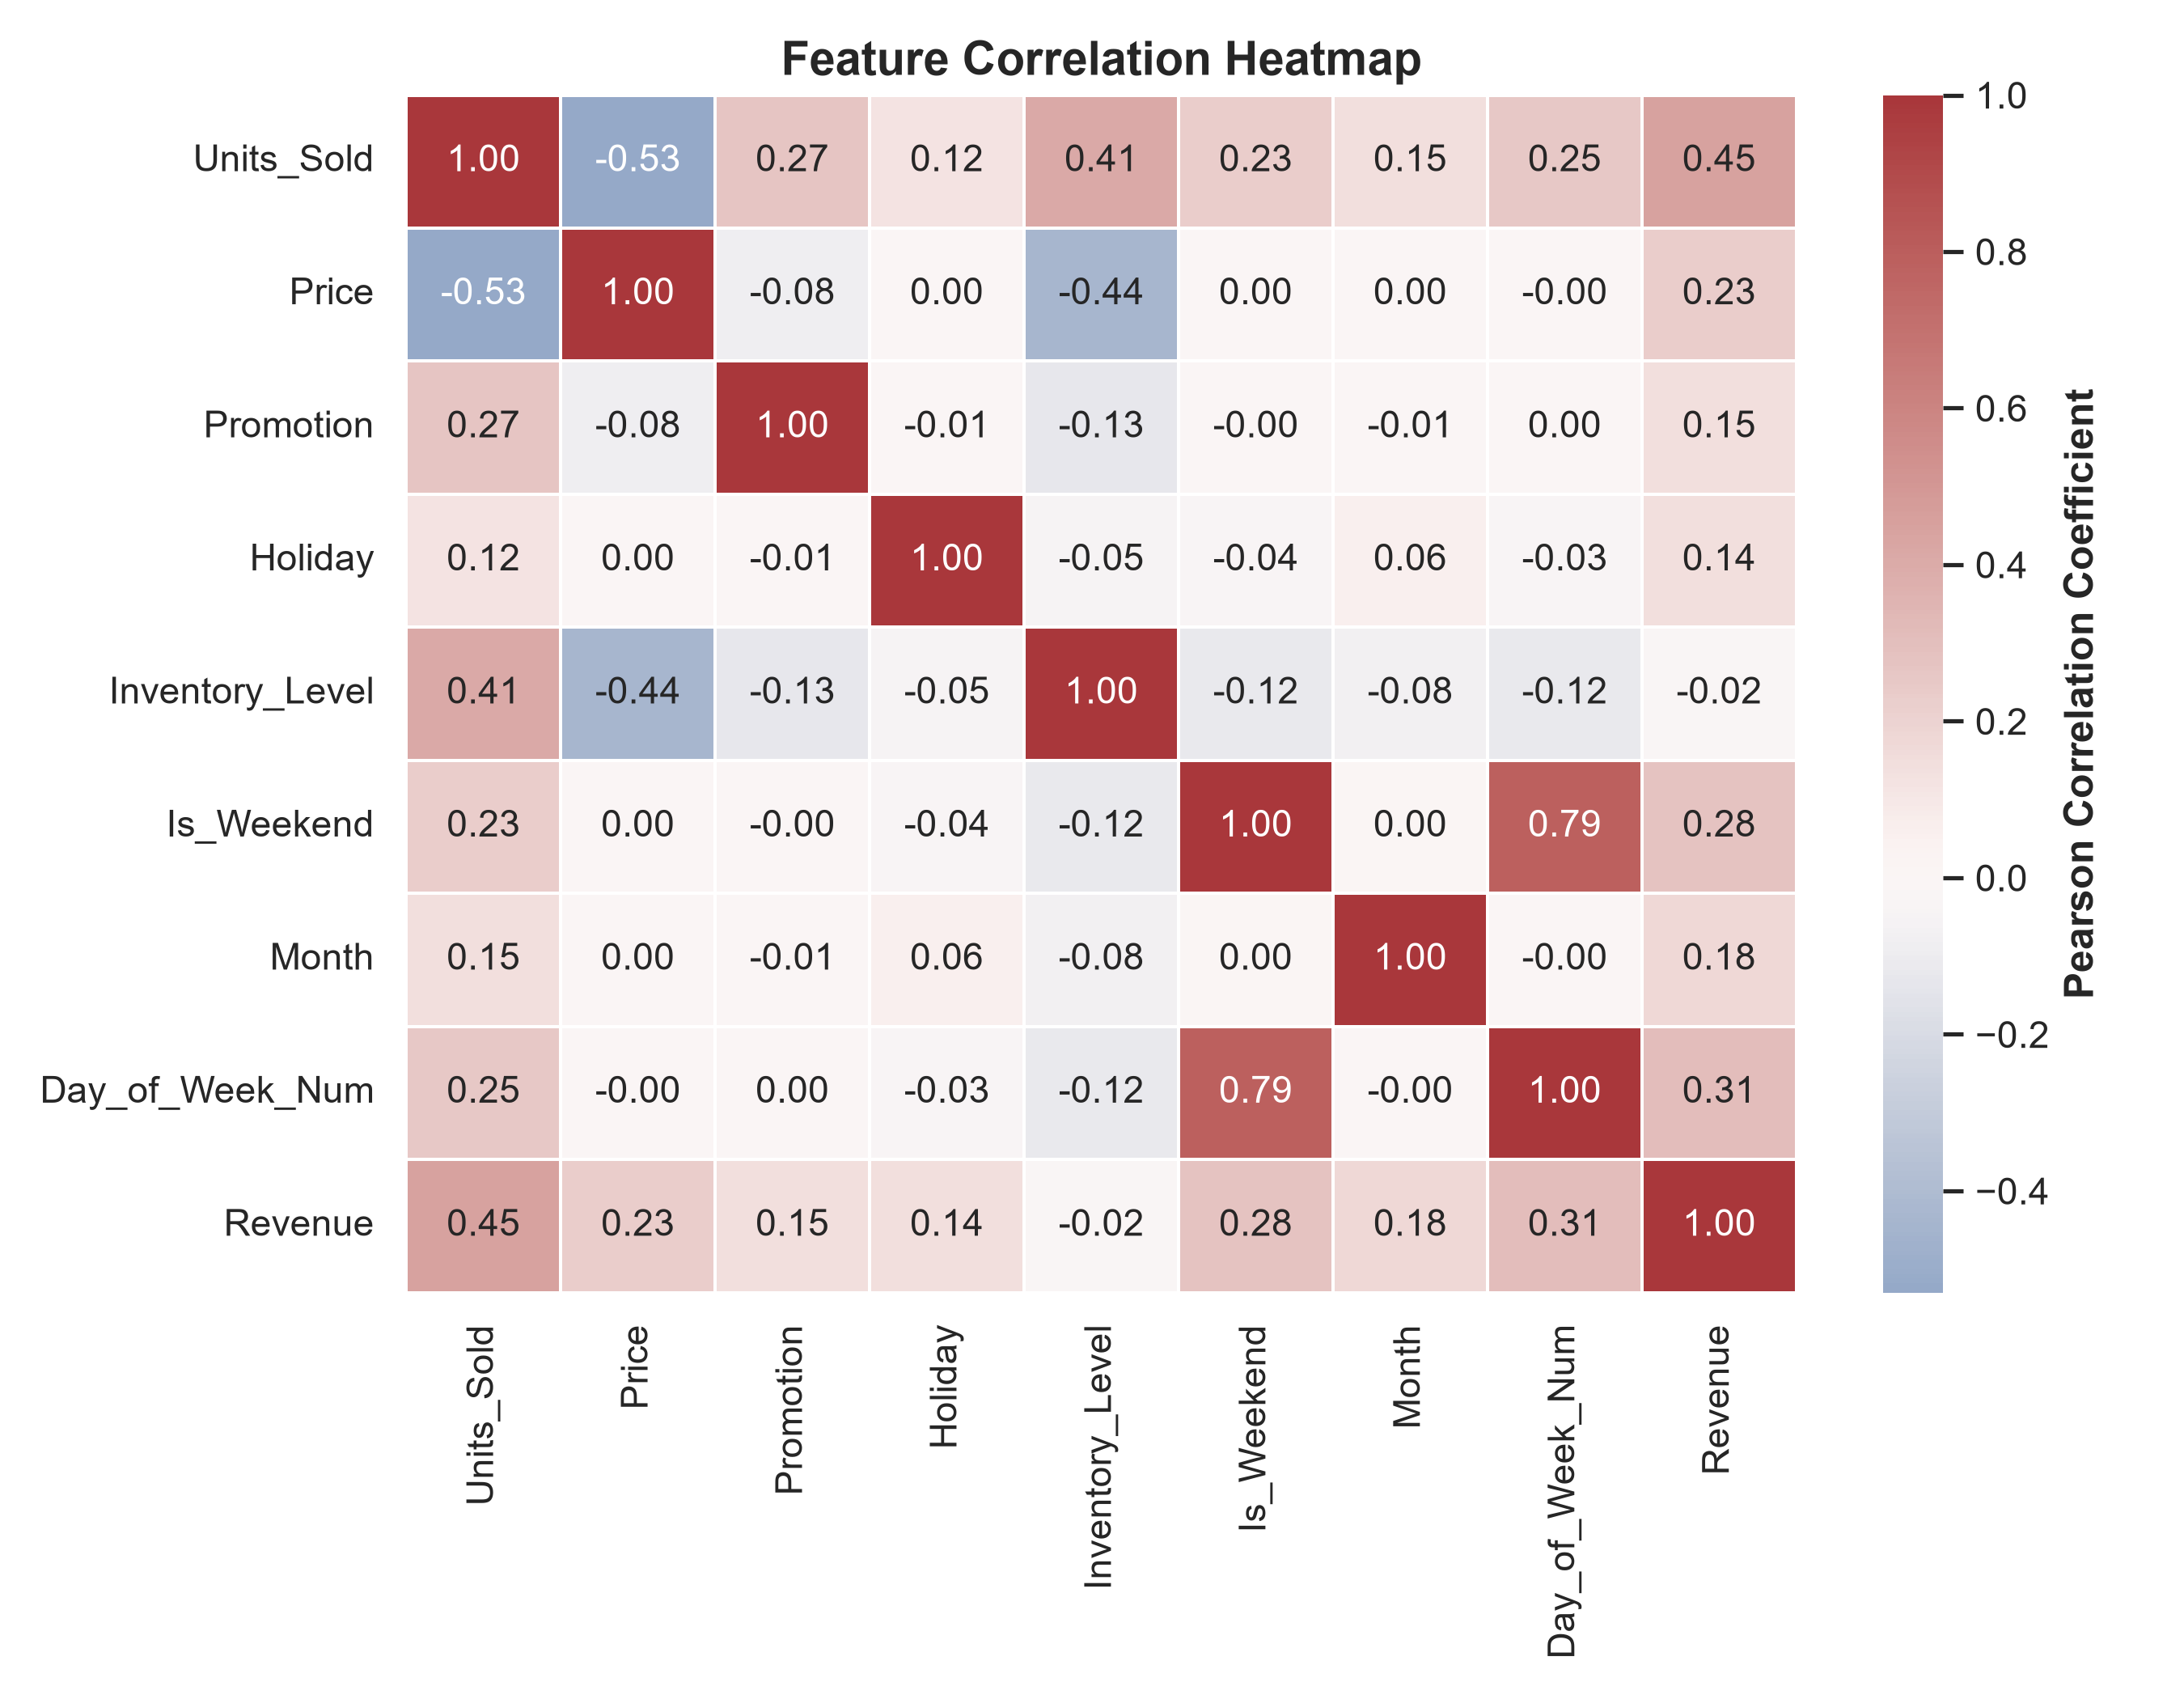 Feature Correlation Heatmap
Units_Sold 1.00 -0.53 0.27 0.12 0.41 0.23 0.15 0.25 0.45
Price -0.53 1.00 -0.08 0.00 -0.44 0.00 0.00 -0.00 0.23
Promotion 0.27 -0.08 1.00 -0.01 -0.13 -0.00 -0.01 0.00 0.15
Holiday 0.12 0.00 -0.01 1.00 -0.05 -0.04 0.06 -0.03 0.14
Inventory_Level 0.41 -0.44 -0.13 -0.05 1.00 -0.12 -0.08 -0.12 -0.02
Is_Weekend 0.23 0.00 -0.00 -0.04 -0.12 1.00 0.00 0.79 0.28
Month 0.15 0.00 -0.01 0.06 -0.08 0.00 1.00 -0.00 0.18
Day_of_Week_Num 0.25 -0.00 0.00 -0.03 -0.12 0.79 -0.00 1.00 0.31
Revenue 0.45 0.23 0.15 0.14 -0.02 0.28 0.18 0.31 1.00
Units_Sold
Price
Promotion
Holiday
Inventory_Level
Is_Weekend
Month
Day_of_Week_Num
Revenue
1.0
0.8
0.6
0.4
0.2
0.0
−0.2
−0.4
Pearson Correlation Coefficient